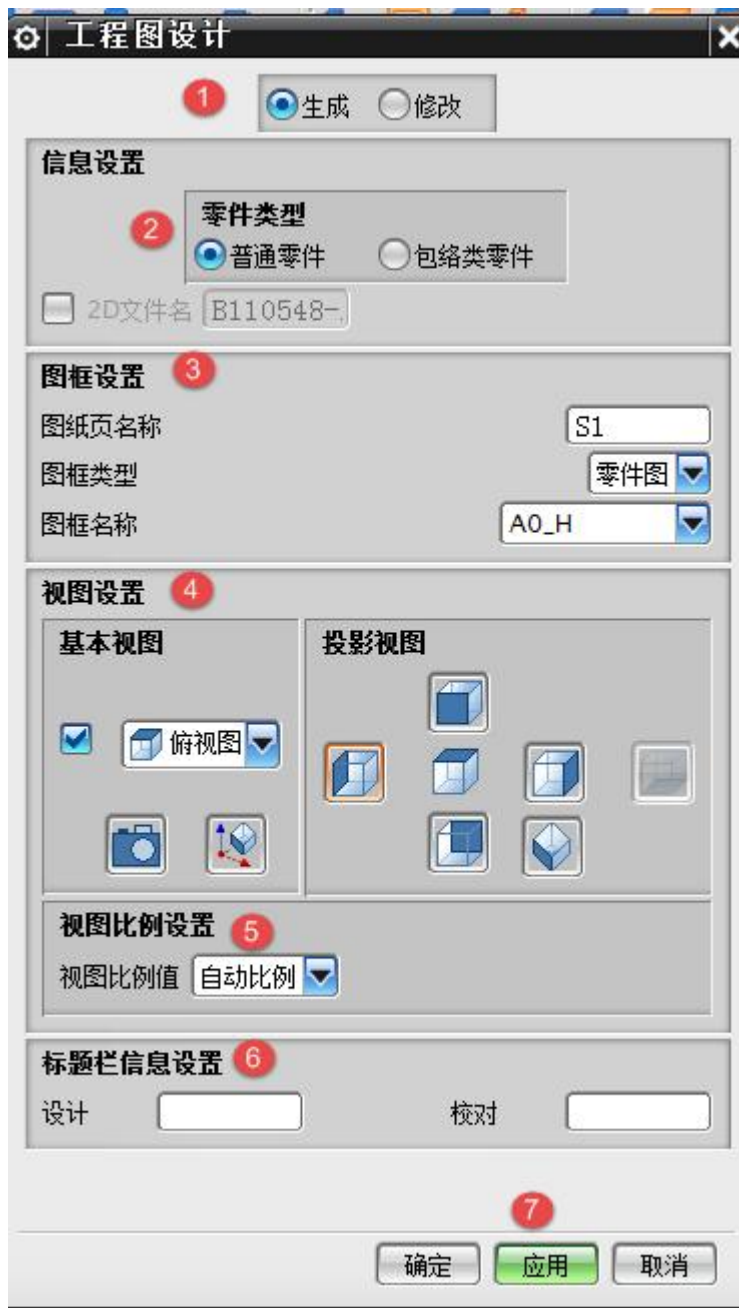 工程图设计
1 生成 修改
信息设置
零件类型
2 普通零件 包络类零件
2D文件名 B110548-.
图框设置 3
图纸页名称 S1
图框类型 零件图
图框名称 A0_H
视图设置 4
基本视图 投影视图
俯视图
视图比例设置 5
视图比例值 自动比例
标题栏信息设置 6
设计 校对
7
确定 应用 取消